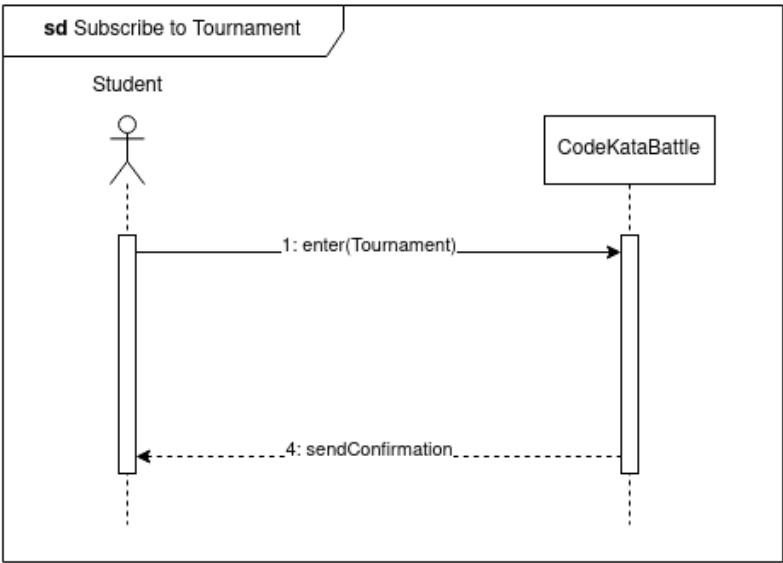 sd Subscribe to Tournament
Student
CodeKataBattle
1: enter(Tournament)
4: sendConfirmation